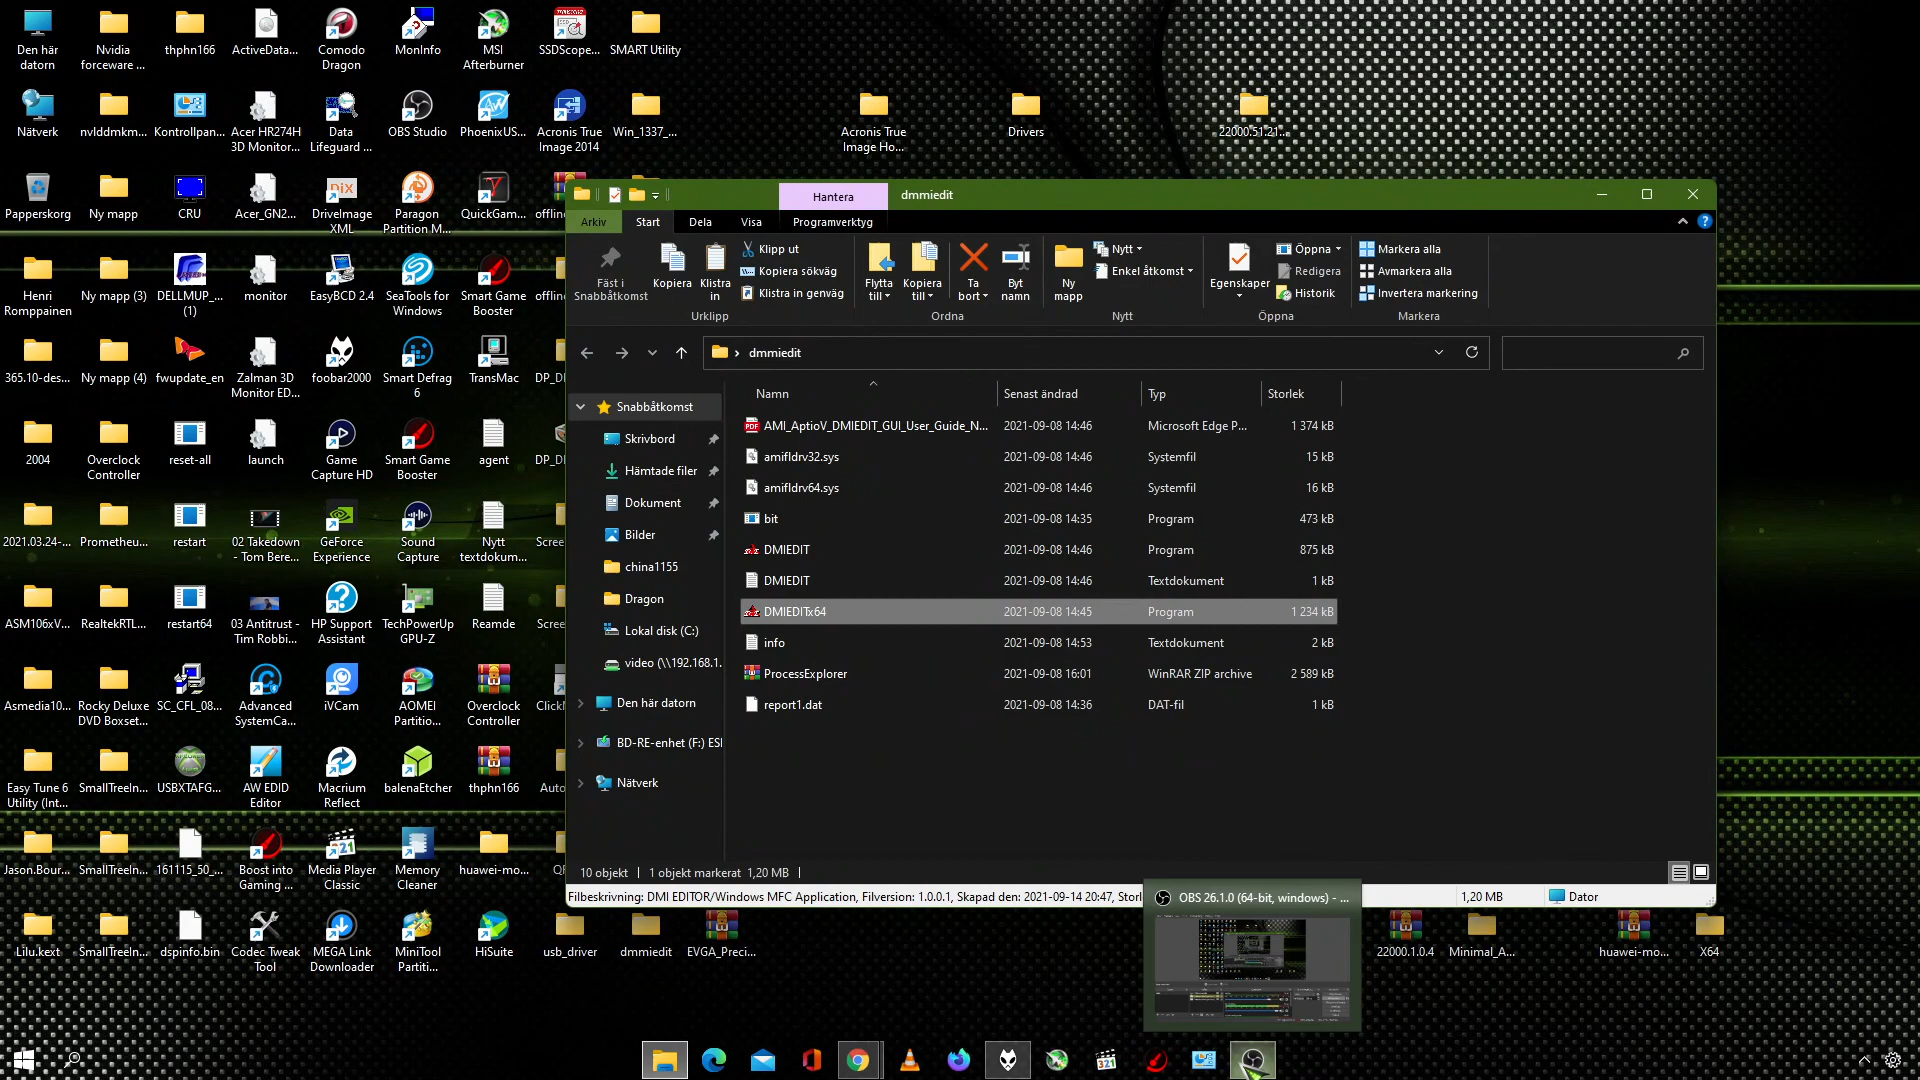 Den här datorn
Nvidia forceware ...
thphn166
ActiveData...
Comodo Dragon
MonInfo
MSI Afterburner
SSDScope...
SMART Utility
Nätverk
nvlddmkm...
Kontrollpan...
Acer HR274H 3D Monitor...
Data Lifeguard ...
OBS Studio
PhoenixUS...
Acronis True Image 2014
Win_1337_...
Acronis True Image Ho...
Drivers
22000.51.21...
Papperskorg
Ny mapp
CRU
Acer_GN2...
DriveImage XML
Paragon Partition M...
QuickGam...
offlin
Henri Romppainen
Ny mapp (3)
DELLMUP_... (1)
monitor
EasyBCD 2.4
SeaTools for Windows
Smart Game Booster
offlin
365.10-des...
Ny mapp (4)
fwupdate_en
Zalman 3D Monitor ED...
foobar2000
Smart Defrag 6
TransMac
2004
Overclock Controller
reset-all
launch
Game Capture HD
Smart Game Booster
agent
2021.03.24-...
Prometheu...
restart
02 Takedown - Tom Bere...
GeForce Experience
Sound Capture
Nytt textdokum...
Scree
ASM106xV...
RealtekRTL...
restart64
03 Antitrust - Tim Robbi...
HP Support Assistant
TechPowerUp GPU-Z
Reamde
Scree
Asmedia10...
Rocky Deluxe DVD Boxset...
SC_CFL_08...
Advanced SystemCa...
iVCam
AOMEI Partitio...
Overclock Controller
Easy Tune 6 Utility (Int...
SmallTreeIn...
USBXTAFG...
AW EDID Editor
Macrium Reflect
balenaEtcher
thphn166
Auto
Jason.Bour...
SmallTreeIn...
161115_50_...
Boost into Gaming ...
Media Player Classic
Memory Cleaner
huawei-mo...
Lilu.kext
SmallTreeIn...
dspinfo.bin
Codec Tweak Tool
MEGA Link Downloader
MiniTool Partiti...
HiSuite
usb_driver
dmmiedit
EVGA_Preci...
22000.1.0.4
Minimal_A...
huawei-mo...
X64
Hantera
dmmiedit
Arkiv
Start
Dela
Visa
Programverktyg
Fäst i Snabbåtkomst
Kopiera
Klistra in
Klipp ut
Kopiera sökväg
Klistra in genväg
Urklipp
Flytta till
Kopiera till
Ta bort
Byt namn
Ordna
Ny mapp
Nytt
Enkel åtkomst
Nytt
Egenskaper
Öppna
Redigera
Historik
Öppna
Markera alla
Avmarkera alla
Invertera markering
Markera
dmmiedit
Snabbåtkomst
Skrivbord
Hämtade filer
Dokument
Bilder
china1155
Dragon
Lokal disk (C:)
video (\\192.168.1.
Den här datorn
BD-RE-enhet (F:) ESI
Nätverk
Namn
Senast ändrad
Typ
Storlek
AMI_AptioV_DMIEDIT_GUI_User_Guide_N... 2021-09-08 14:46 Microsoft Edge P... 1 374 kB
amifldrv32.sys 2021-09-08 14:46 Systemfil 15 kB
amifldrv64.sys 2021-09-08 14:46 Systemfil 16 kB
bit 2021-09-08 14:35 Program 473 kB
DMIEDIT 2021-09-08 14:46 Program 875 kB
DMIEDIT 2021-09-08 14:46 Textdokument 1 kB
DMIEDITx64 2021-09-08 14:45 Program 1 234 kB
info 2021-09-08 14:53 Textdokument 2 kB
ProcessExplorer 2021-09-08 16:01 WinRAR ZIP archive 2 589 kB
report1.dat 2021-09-08 14:36 DAT-fil 1 kB
10 objekt
1 objekt markerat 1,20 MB
Filbeskrivning: DMI EDITOR/Windows MFC Application, Filversion: 1.0.0.1, Skapad den: 2021-09-14 20:47, Storl
1,20 MB
Dator
OBS 26.1.0 (64-bit, windows) - ...